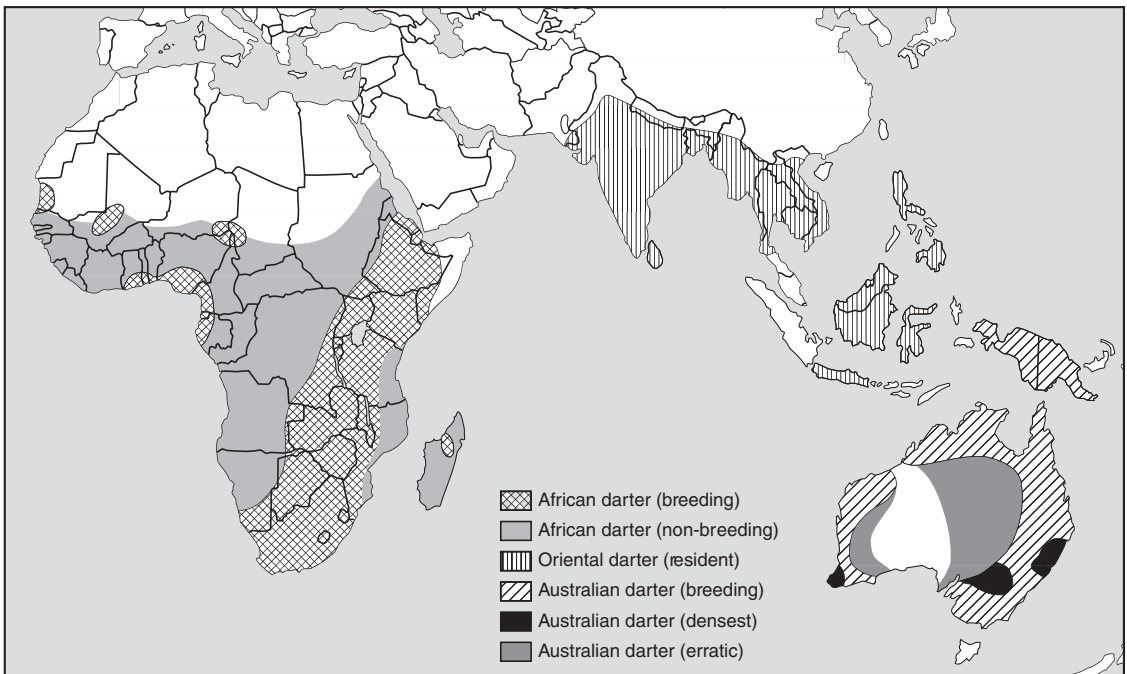 African darter (breeding)
African darter (non-breeding)
Oriental darter (resident)
Australian darter (breeding)
Australian darter (densest)
Australian darter (erratic)